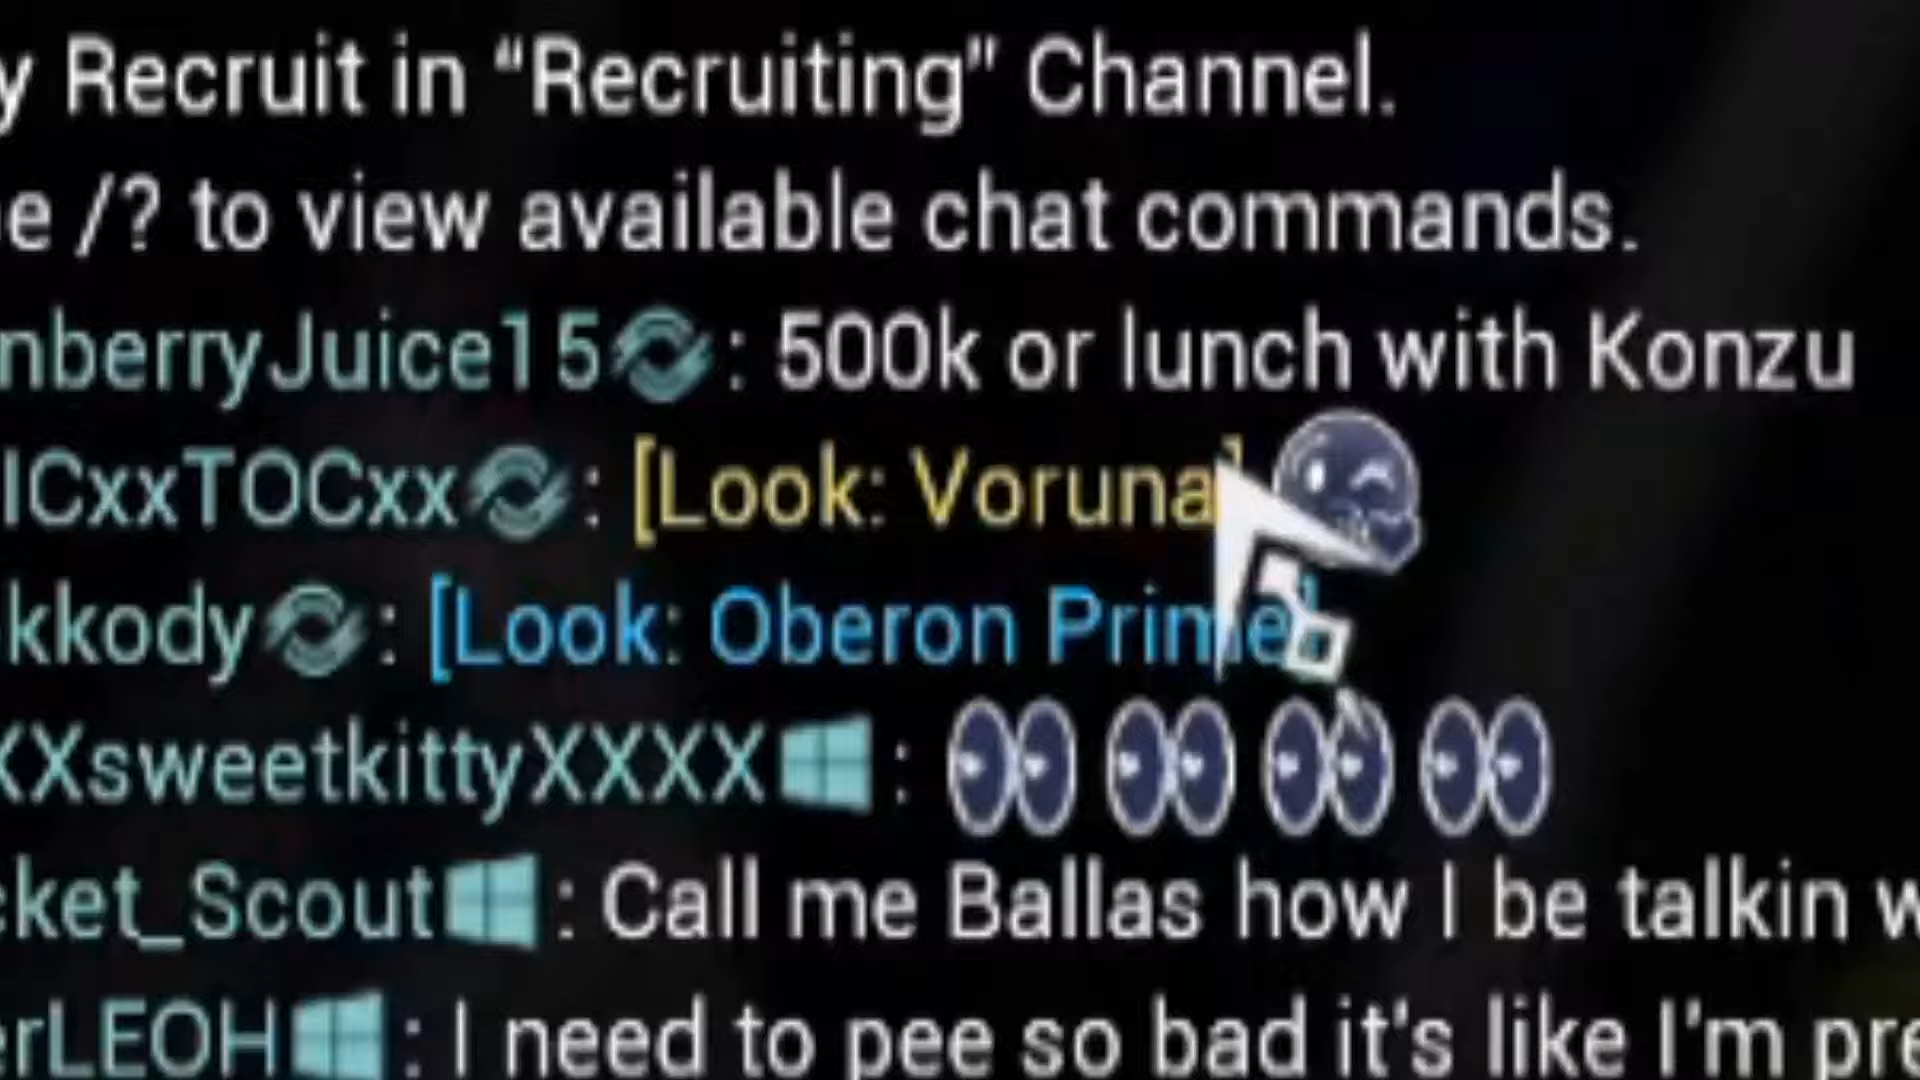 y Recruit in “Recruiting” Channel.
e /? to view available chat commands.
nberryJuice15: 500k or lunch with Konzu
ICxxTOCxx: [Look: Voruna]
kkody: [Look: Oberon Prime]
XXsweetkittyXXXX:
cket_Scout: Call me Ballas how I be talkin w
erLEOH: I need to pee so bad it's like I'm pre